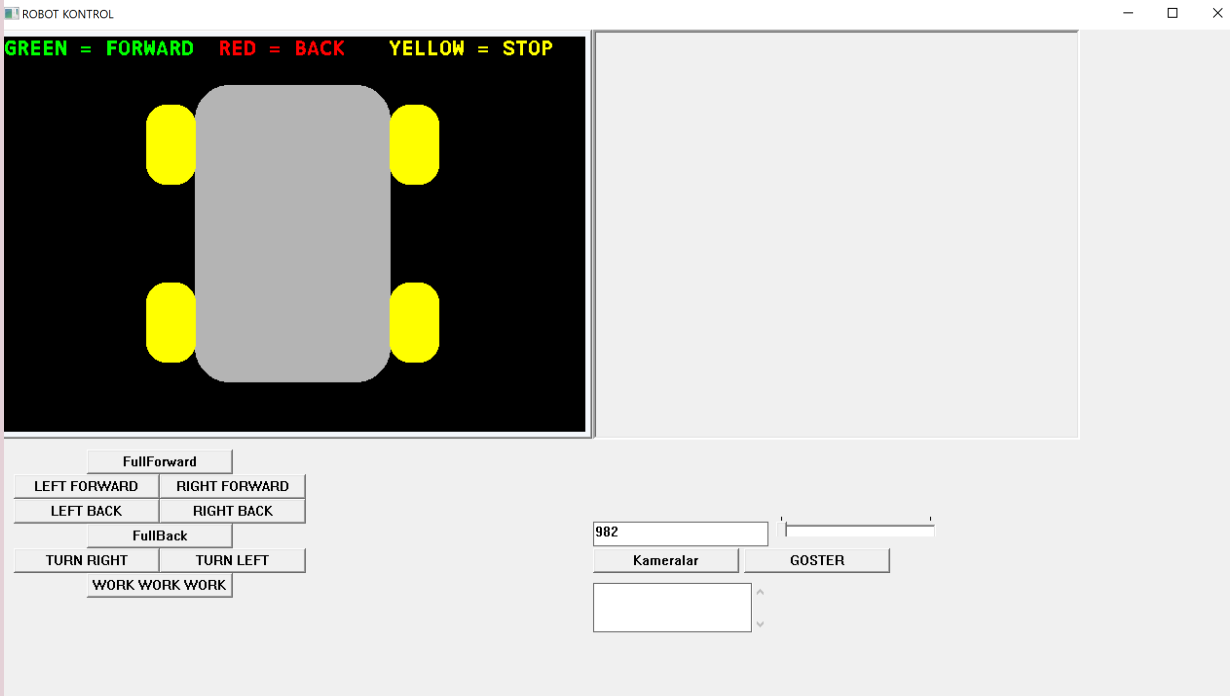 ROBOT KONTROL
GREEN = FORWARD RED = BACK YELLOW = STOP
FullForward
LEFT FORWARD RIGHT FORWARD
LEFT BACK RIGHT BACK
FullBack
TURN RIGHT TURN LEFT
WORK WORK WORK
982
Kameralar GOSTER